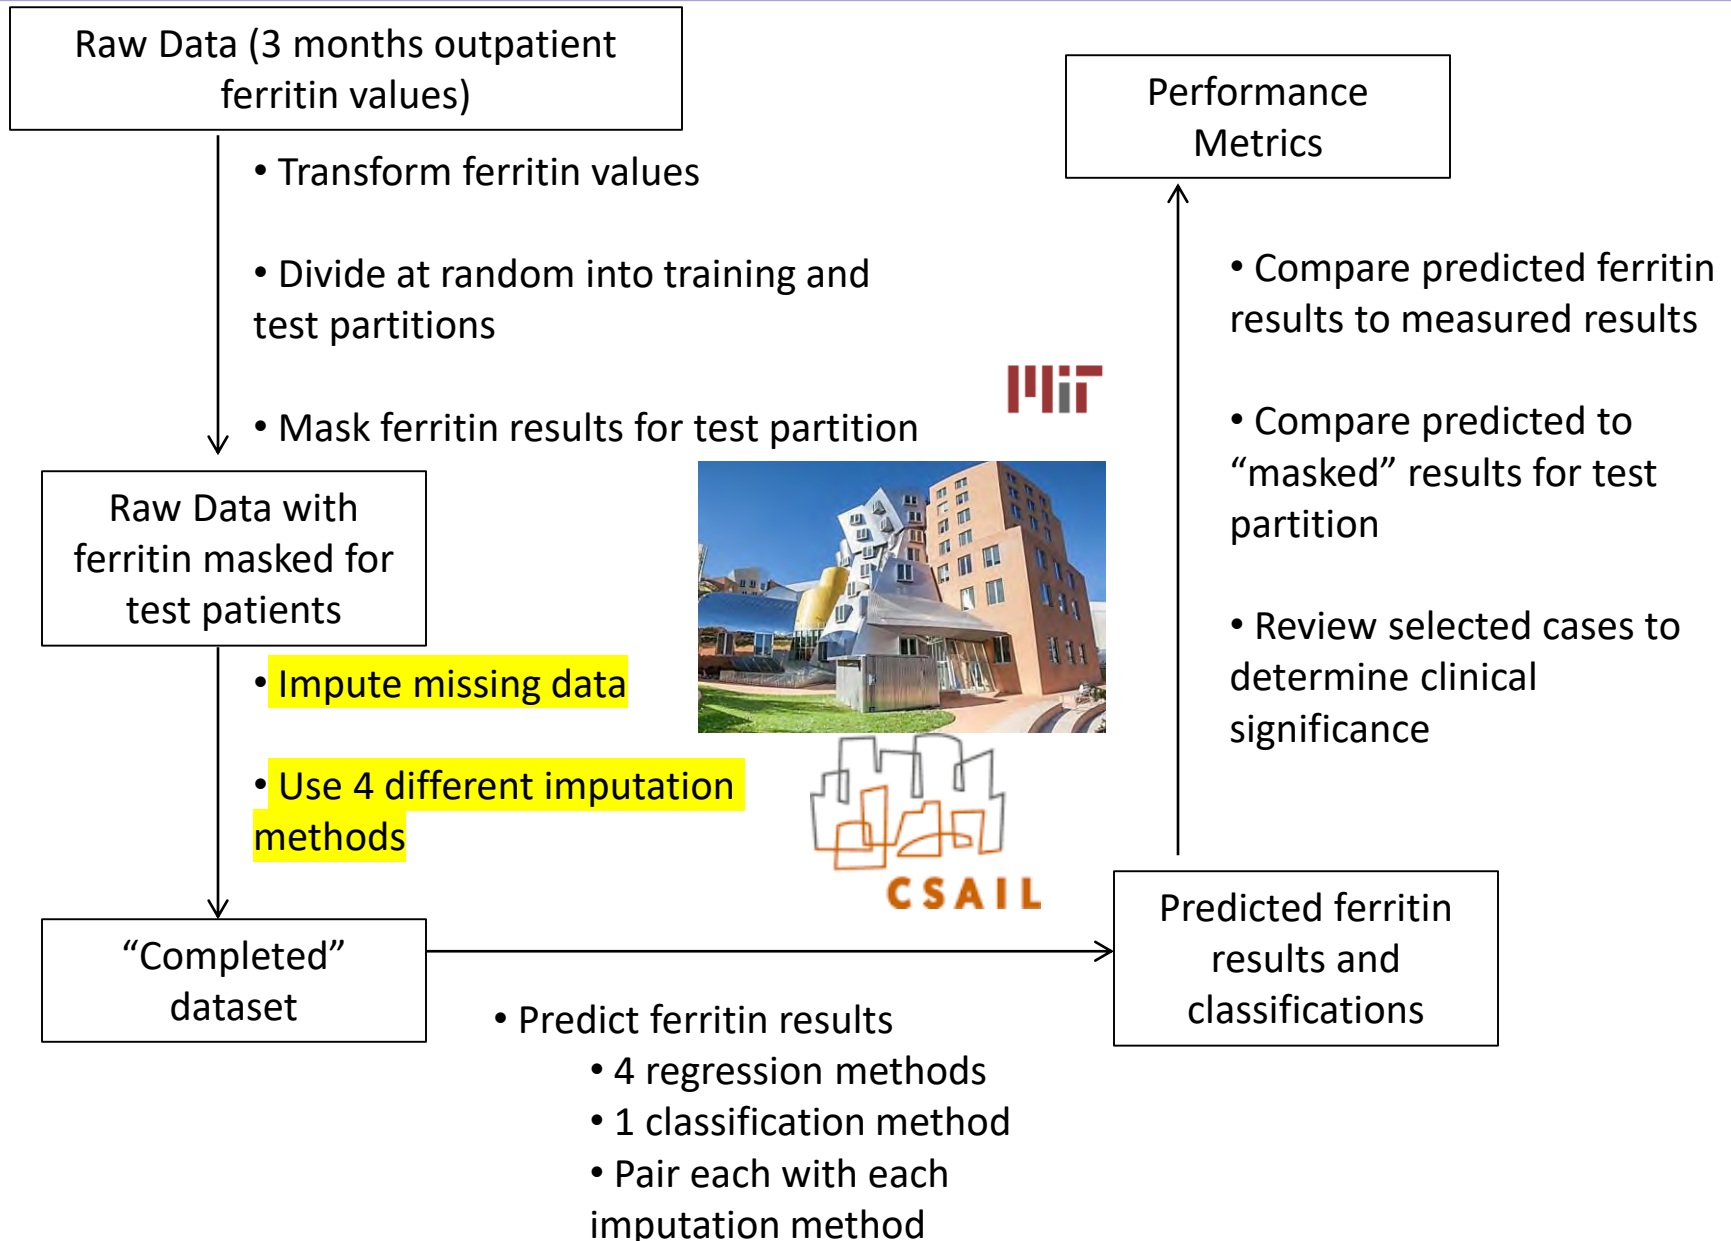 Raw Data (3 months outpatient
ferritin values)
• Transform ferritin values
• Divide at random into training and
test partitions
• Mask ferritin results for test partition
Raw Data with
ferritin masked for
test patients
• Impute missing data
• Use 4 different imputation
methods
“Completed”
dataset
• Predict ferritin results
• 4 regression methods
• 1 classification method
• Pair each with each
imputation method
MIT
CSAIL
Predicted ferritin
results and
classifications
• Compare predicted ferritin
results to measured results
• Compare predicted to
“masked” results for test
partition
• Review selected cases to
determine clinical
significance
Performance
Metrics